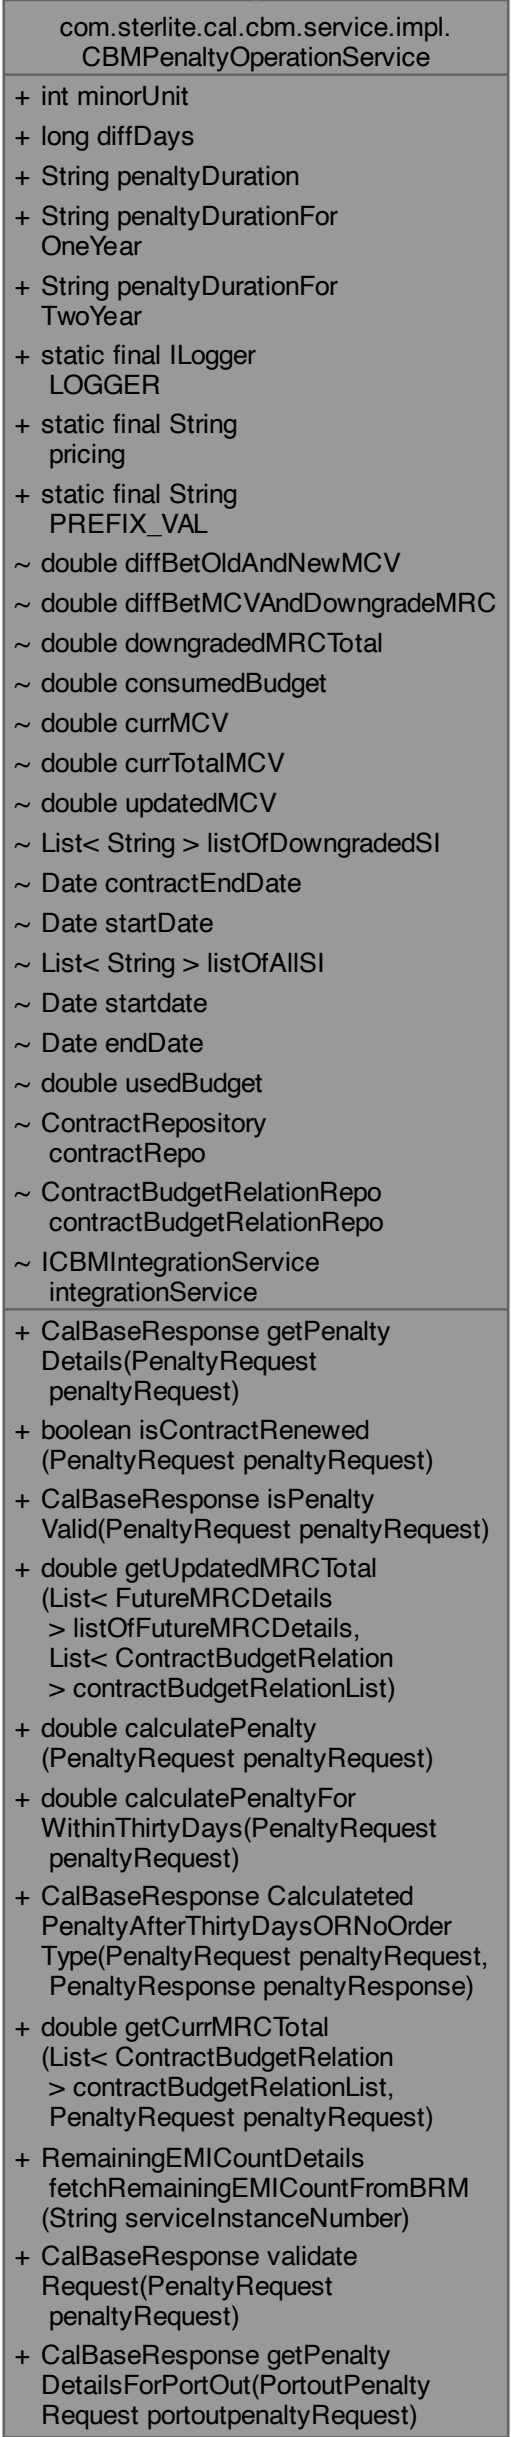 com.sterlite.cal.cbm.service.impl.
CBMPenaltyOperationService
+ int minorUnit
+ long diffDays
+ String penaltyDuration
+ String penaltyDurationFor
OneYear
+ String penaltyDurationFor
TwoYear
+ static final ILogger
LOGGER
+ static final String
pricing
+ static final String
PREFIX_VAL
~ double diffBetOldAndNewMCV
~ double diffBetMCVAndDowngradeMRC
~ double downgradedMRCTotal
~ double consumedBudget
~ double currMCV
~ double currTotalMCV
~ double updatedMCV
~ List< String > listOfDowngradedSI
~ Date contractEndDate
~ Date startDate
~ List< String > listOfAllSI
~ Date startdate
~ Date endDate
~ double usedBudget
~ ContractRepository
contractRepo
~ ContractBudgetRelationRepo
contractBudgetRelationRepo
~ ICBMIntegrationService
integrationService
+ CalBaseResponse getPenalty
Details(PenaltyRequest
penaltyRequest)
+ boolean isContractRenewed
(PenaltyRequest penaltyRequest)
+ CalBaseResponse isPenalty
Valid(PenaltyRequest penaltyRequest)
+ double getUpdatedMRCTotal
(List< FutureMRCDetails
> listOfFutureMRCDetails,
List< ContractBudgetRelation
> contractBudgetRelationList)
+ double calculatePenalty
(PenaltyRequest penaltyRequest)
+ double calculatePenaltyFor
WithinThirtyDays(PenaltyRequest
penaltyRequest)
+ CalBaseResponse Calculateted
PenaltyAfterThirtyDaysORNoOrder
Type(PenaltyRequest penaltyRequest,
PenaltyResponse penaltyResponse)
+ double getCurrMRCTotal
(List< ContractBudgetRelation
> contractBudgetRelationList,
PenaltyRequest penaltyRequest)
+ RemainingEMICountDetails
fetchRemainingEMICountFromBRM
(String serviceInstanceNumber)
+ CalBaseResponse validate
Request(PenaltyRequest
penaltyRequest)
+ CalBaseResponse getPenalty
DetailsForPortOut(PortoutPenalty
Request portoutpenaltyRequest)